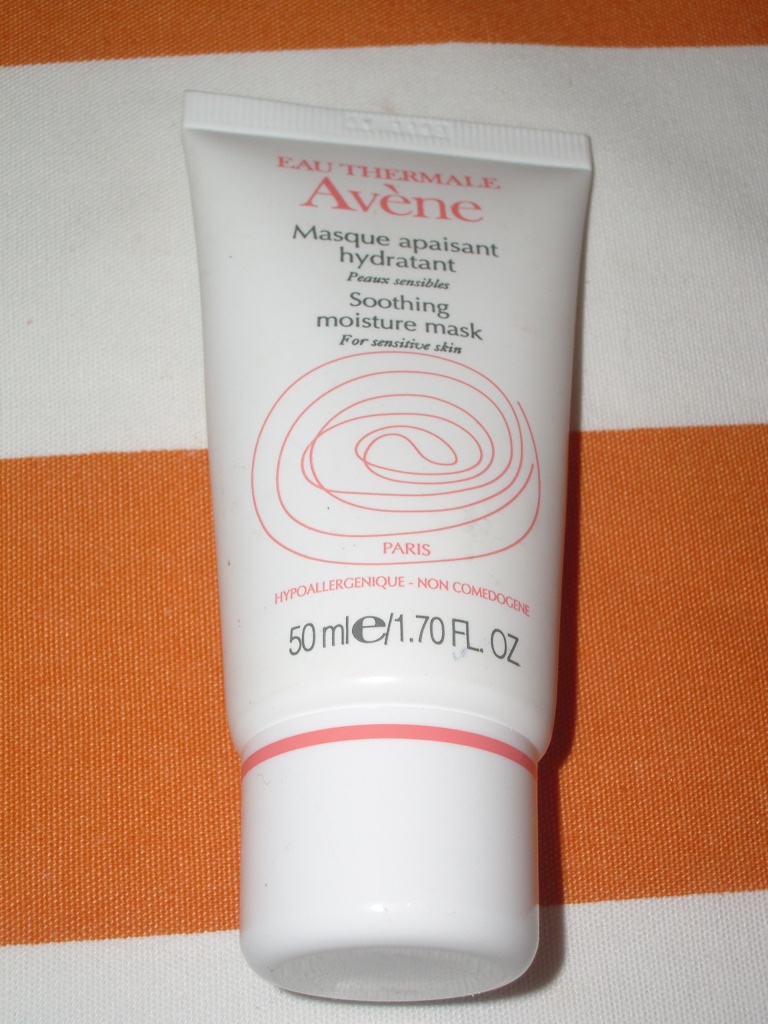 EAU THERMALE
Avène
Masque apaisant
hydratant
Peaux sensibles
Soothing
moisture mask
For sensitive skin
PARIS
HYPOALLERGENIQUE - NON COMEDOGENE
50 ml e/1.70 FL. OZ